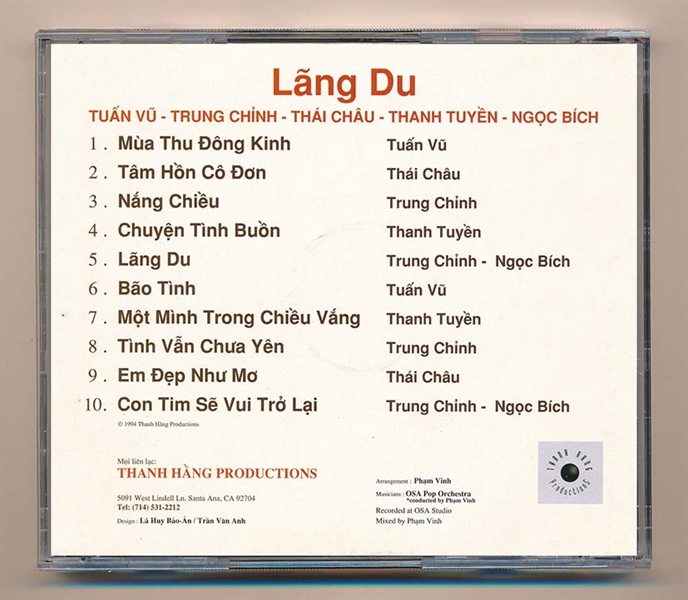 Lãng Du
TUẤN VŨ - TRUNG CHỈNH - THÁI CHÂU - THANH TUYỀN - NGỌC BÍCH
1. Mùa Thu Đông Kinh Tuấn Vũ
2. Tâm Hồn Cô Đơn Thái Châu
3. Nắng Chiều Trung Chỉnh
4. Chuyện Tình Buồn Thanh Tuyền
5. Lãng Du Trung Chỉnh - Ngọc Bích
6. Bão Tình Tuấn Vũ
7. Một Mình Trong Chiều Vắng Thanh Tuyền
8. Tình Vẫn Chưa Yên Trung Chỉnh
9. Em Đẹp Như Mơ Thái Châu
10. Con Tim Sẽ Vui Trở Lại Trung Chỉnh - Ngọc Bích
© 1994 Thanh Hằng Productions
Mọi liên lạc:
THANH HẰNG PRODUCTIONS
5091 West Lindell Ln. Santa Ana, CA 92704
Tel: (714) 531-2212
Design : Lã Huy Bảo-Ân / Trần Vân Anh
Arrangement : Phạm Vinh
Musicians : OSA Pop Orchestra
*conducted by Phạm Vinh
Recorded at OSA Studio
Mixed by Phạm Vinh
THANH HANG
Productions